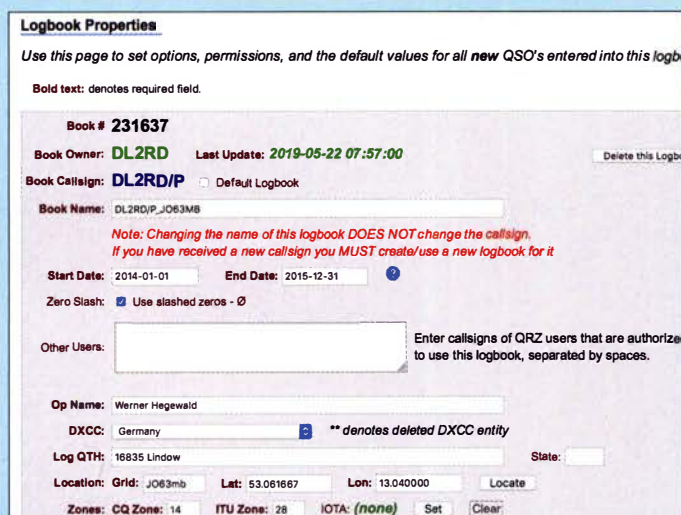 Logbook Properties
Use this page to set options, permissions, and the default values for all new QSO's entered into this
Bold text: denotes required field.
Book # 231637
Book Owner: DL2RD Last Update: 2019-05-22 07:57:00 Delete this
Book Callsign: DL2RD/P Default Logbook
Book Name: DL2RD/P_JO63MB
Note: Changing the name of this logbook DOES NOT change the callsign.
If you have received a new callsign you MUST create/use a new logbook for it
Start Date: 2014-01-01 End Date: 2015-12-31 ?
Zero Slash: Use slashed zeros - Ø
Other Users:
Enter callsigns of QRZ users that are
to use this logbook, separated by spaces.
Op Name: Werner Hegewald
DXCC: Germany ** denotes deleted DXCC entity
Log QTH: 16835 Lindow State:
Location: Grid: JO63mb Lat: 53.061667 Lon: 13.040000 Locate
Zones: CQ Zone: 14 ITU Zone: 28 IOTA: (none) Set Clear